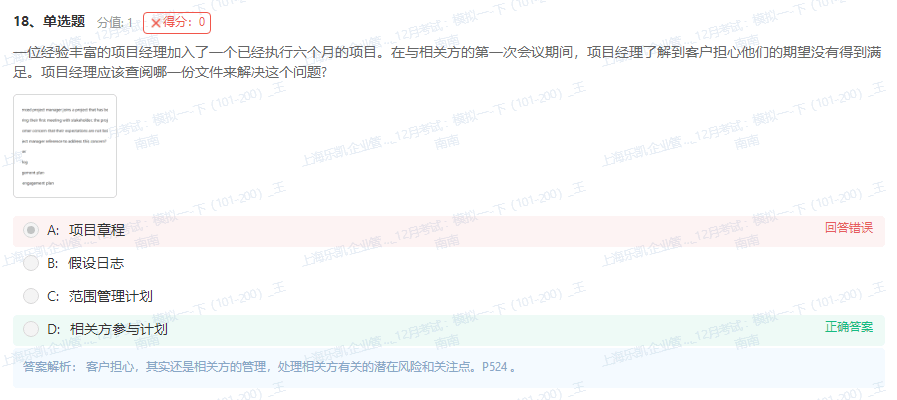 18、单选题 分值: 1 ✕得分：0
一位经验丰富的项目经理加入了一个已经执行六个月的项目。在与相关方的第一次会议期间，项目经理了解到客户担心他们的期望没有得到满
足。项目经理应该查阅哪一份文件来解决这个问题?
nced project manager joins a project that has be
ring their first meeting with stakeholders, the proj
omer concern that their expectations are not bei
ect manager reference to address this concern?
log
gement plan
engagement plan
A: 项目章程 回答错误
B: 假设日志
C: 范围管理计划
D: 相关方参与计划 正确答案
答案解析： 客户担心，其实还是相关方的管理，处理相关方有关的潜在风险和关注点。P524 。
上海乐凯企业管..._12月考试：模拟一·下（101-200）_王
南南